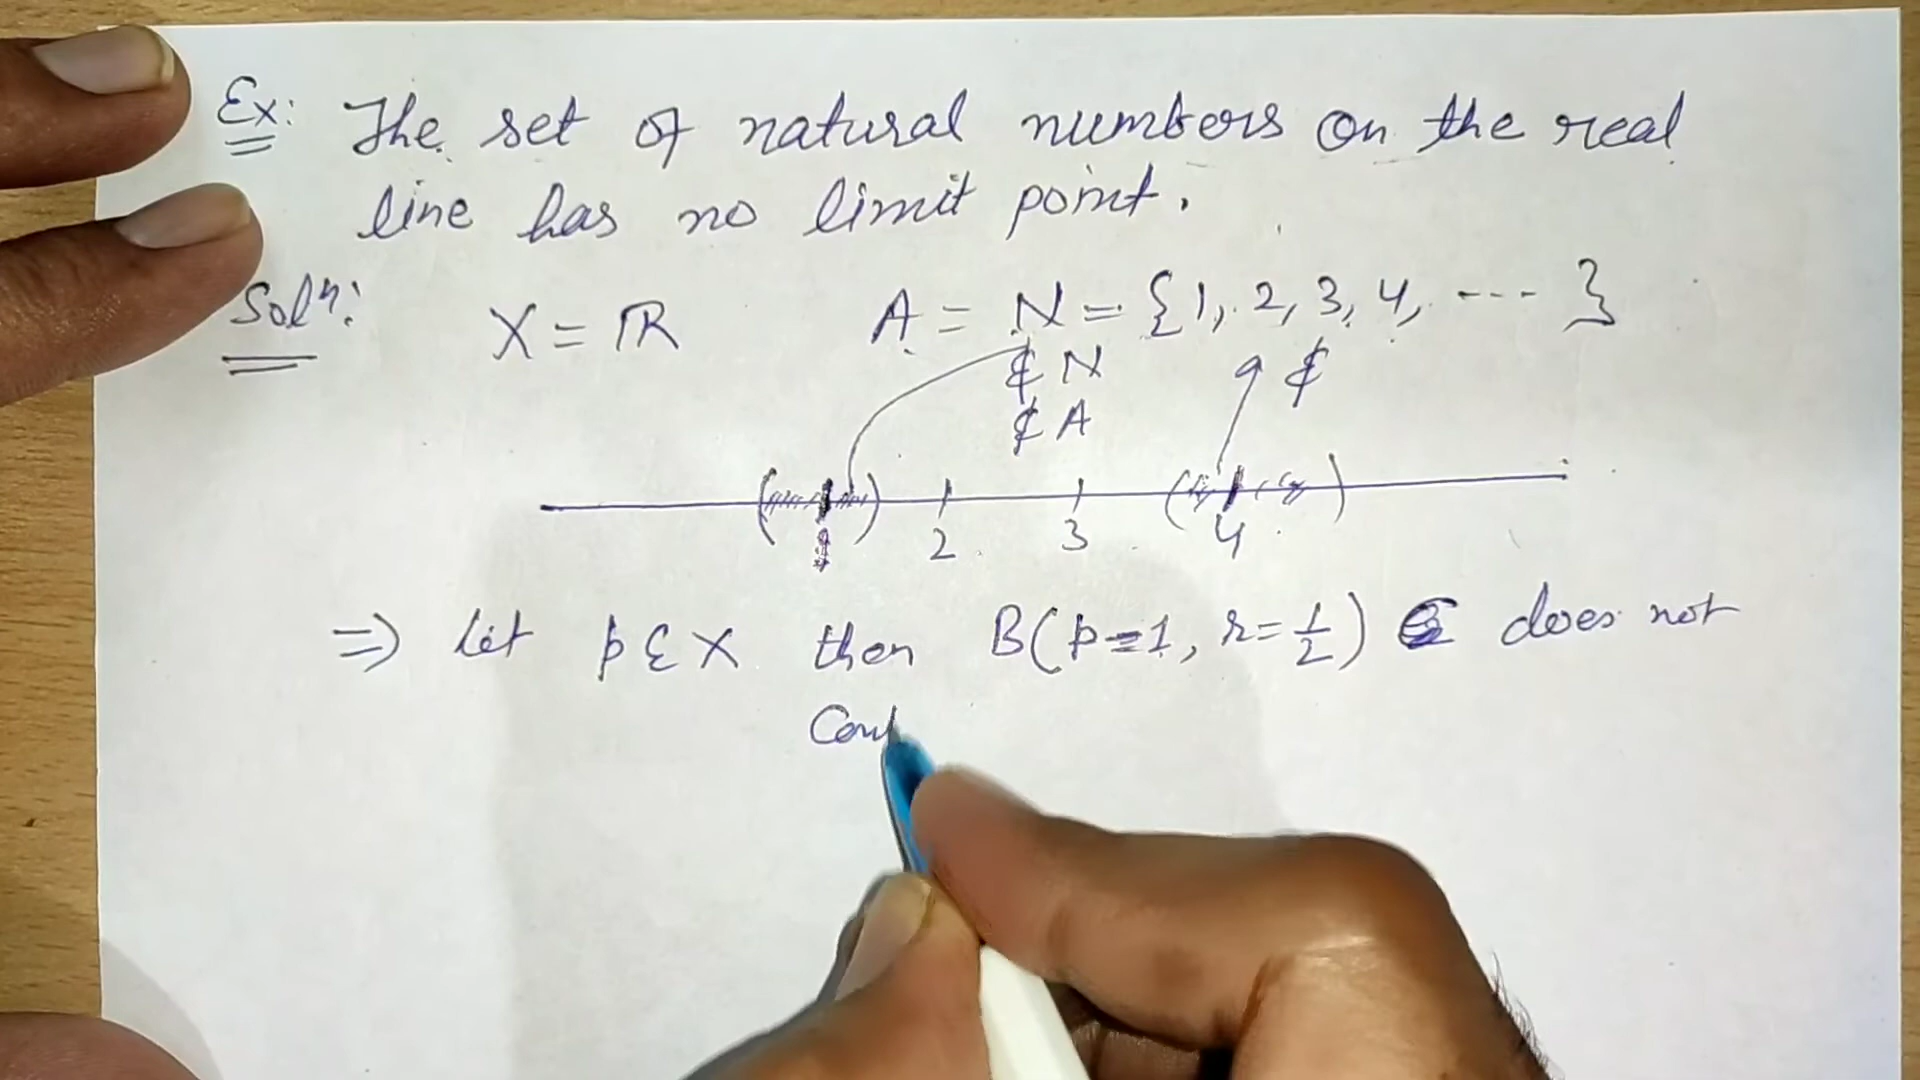 Ex: The set of natural numbers on the real
line has no limit point.
Solⁿ: X = ℝ A = N = {1, 2, 3, 4, --- }
∉ N ∉
∉ A
1 2 3 4
⇒ Let p ∈ X then B(p=1, r=1/2) does not
Con